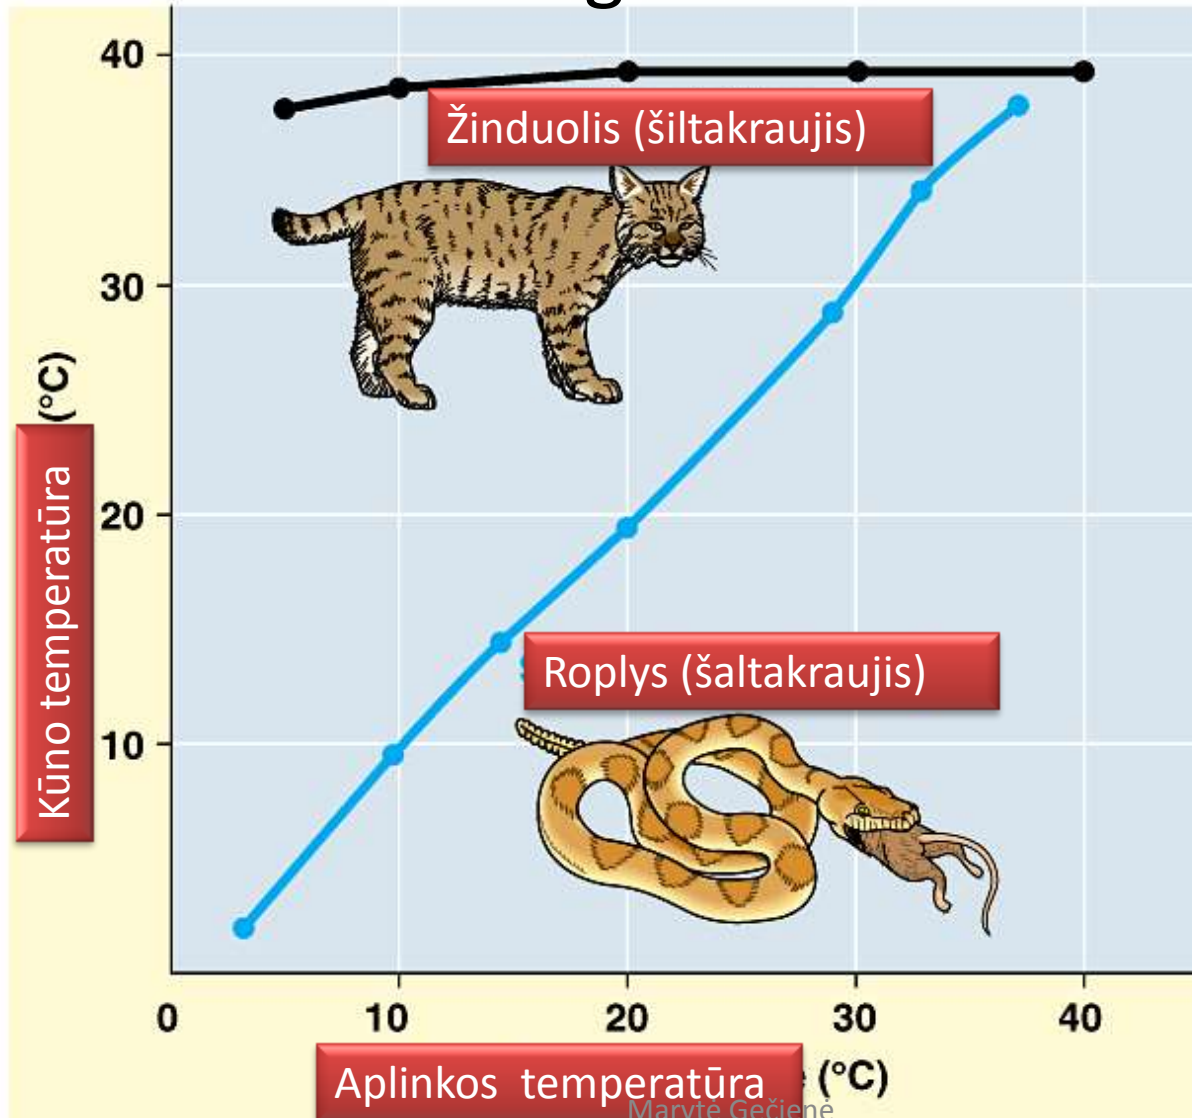 40
Žinduolis (šiltakraujis)
30
(°C)
Kūno temperatūra
20
Roplys (šaltakraujis)
10
0 10 20 30 40
Aplinkos temperatūra (°C)
Marytė Gečienė